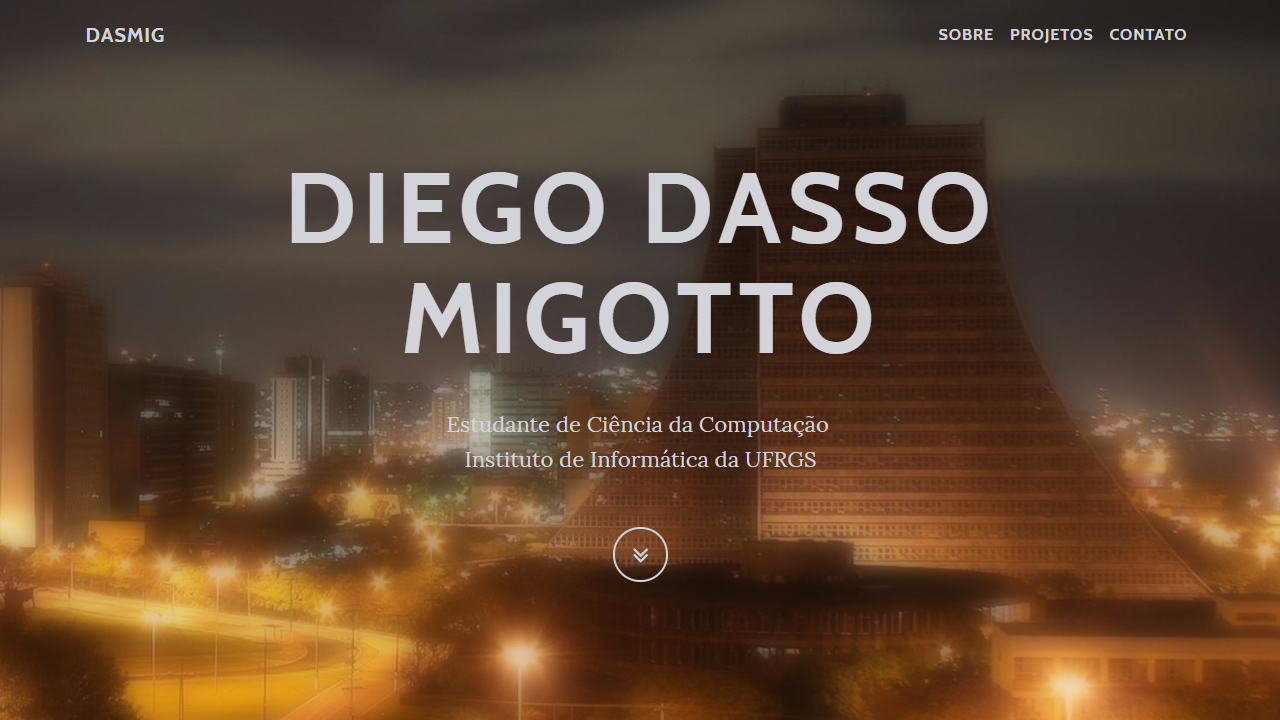 DASMIG
SOBRE PROJETOS CONTATO
DIEGO DASSO
MIGOTTO
Estudante de Ciência da Computação
Instituto de Informática da UFRGS